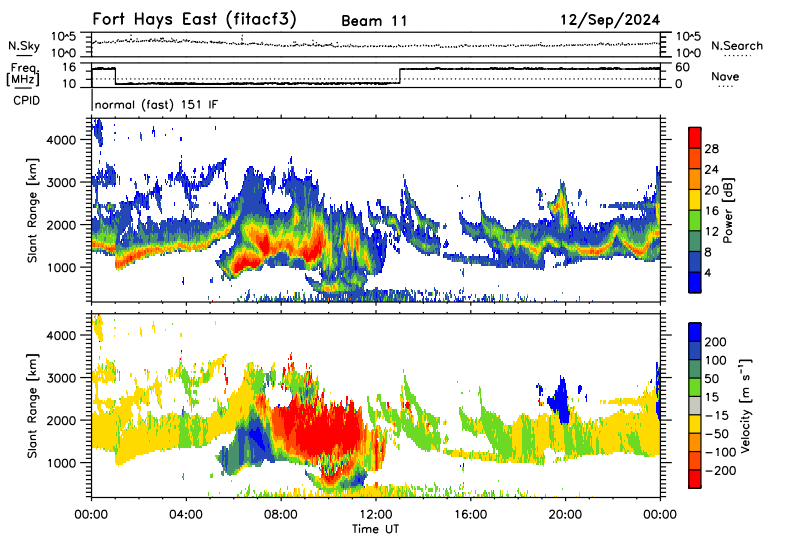 Fort Hays East (fitacf3) Beam 11 12/Sep/2024
N.Sky 10^5 10^0 10^5 10^0 N.Search
Freq. [MHz] 16 10 60 0 Nave
CPID normal (fast) 151 IF
Slant Range [km] 4000 3000 2000 1000
Power [dB] 28 24 20 16 12 8 4
Slant Range [km] 4000 3000 2000 1000
Velocity [m s⁻¹] 200 100 50 15 −15 −50 −100 −200
00:00 04:00 08:00 12:00 16:00 20:00 00:00
Time UT